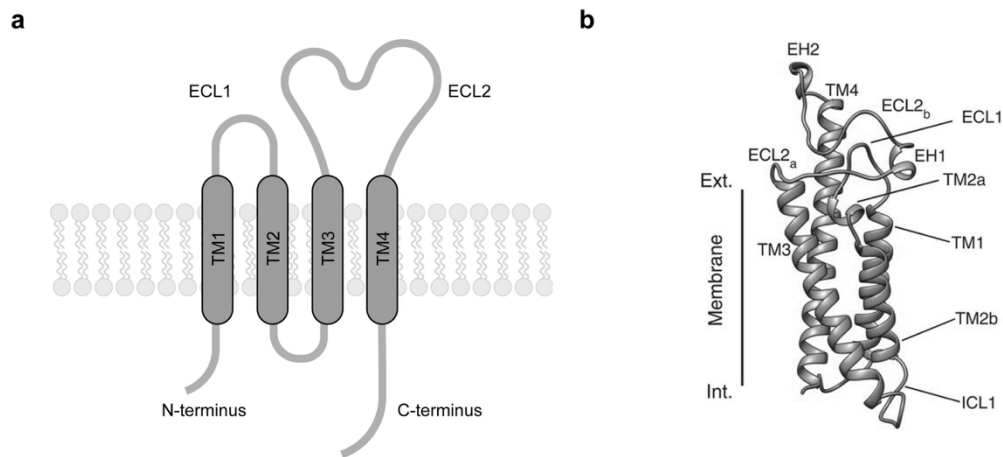 a
ECL1
ECL2
TM1
TM2
TM3
TM4
N-terminus
C-terminus
b
EH2
TM4
ECL2b
ECL1
ECL2a
EH1
Ext.
TM2a
TM3
TM1
Membrane
TM2b
Int.
ICL1